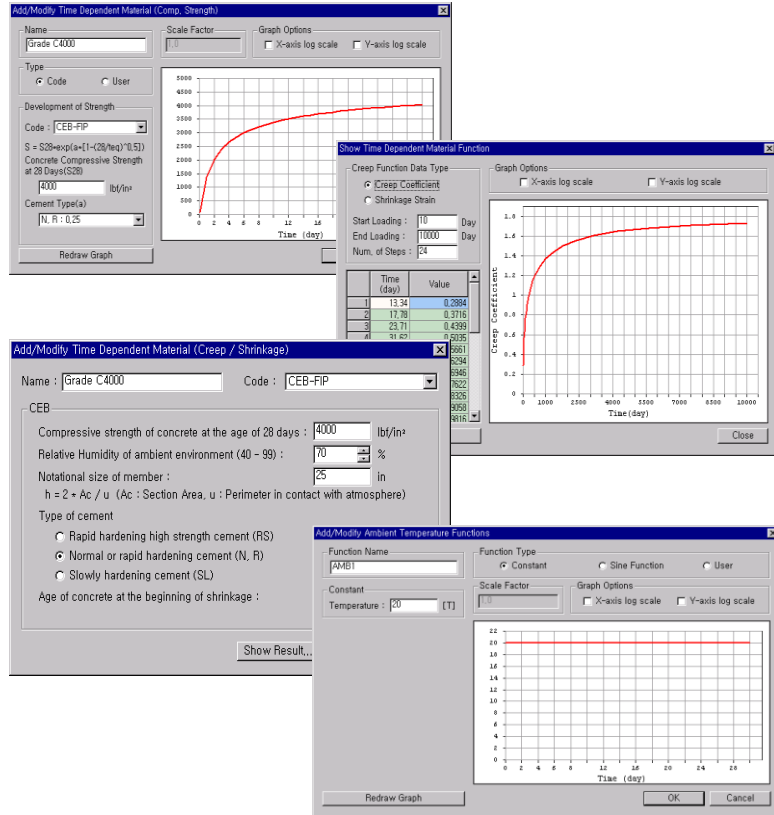 Add/Modify Time Dependent Material (Comp, Strength)
Name
Grade C4000
Scale Factor
1,0
Graph Options
X-axis log scale
Y-axis log scale
Type
Code
User
Development of Strength
Code : CEB-FIP
S = S28*exp(a*[1-(28/teq)^0,5])
Concrete Compressive Strength
at 28 Days(S28)
4000 lbf/in²
Cement Type(a)
N, R : 0,25
Redraw Graph
5000
4500
4000
3500
3000
2500
2000
1500
1000
500
0
0 2 4 6 8 12 16
Time (day)
Show Time Dependent Material Function
Creep Function Data Type
Creep Coefficient
Shrinkage Strain
Start Loading : 10 Day
End Loading : 10000 Day
Num, of Steps : 24
Graph Options
X-axis log scale
Y-axis log scale
Time (day) Value
1 13,34 0,2884
2 17,78 0,3716
3 23,71 0,4399
4 31,62 0,5035
5661
6294
6946
7622
8326
9058
9816
Creep Coefficient
1.8
1.6
1.4
1.2
1
0.8
0.6
0.4
0.2
0
0 1000 2500 4000 5500 7000 8500 10000
Time(day)
Close
Add/Modify Time Dependent Material (Creep / Shrinkage)
Name : Grade C4000 Code : CEB-FIP
CEB
Compressive strength of concrete at the age of 28 days : 4000 lbf/in²
Relative Humidity of ambient environment (40 - 99) : 70 %
Notational size of member : 25 in
h = 2 * Ac / u (Ac : Section Area, u : Perimeter in contact with atmosphere)
Type of cement
Rapid hardening high strength cement (RS)
Normal or rapid hardening cement (N, R)
Slowly hardening cement (SL)
Age of concrete at the beginning of shrinkage :
Show Result,,,
Add/Modify Ambient Temperature Functions
Function Name
AMB1
Function Type
Constant
Sine Function
User
Constant
Temperature : 20 [T]
Scale Factor
1,0
Graph Options
X-axis log scale
Y-axis log scale
22
20
18
16
14
12
10
8
6
4
2
0
0 2 4 6 8 12 16 20 24 28
Time (day)
Redraw Graph
OK
Cancel